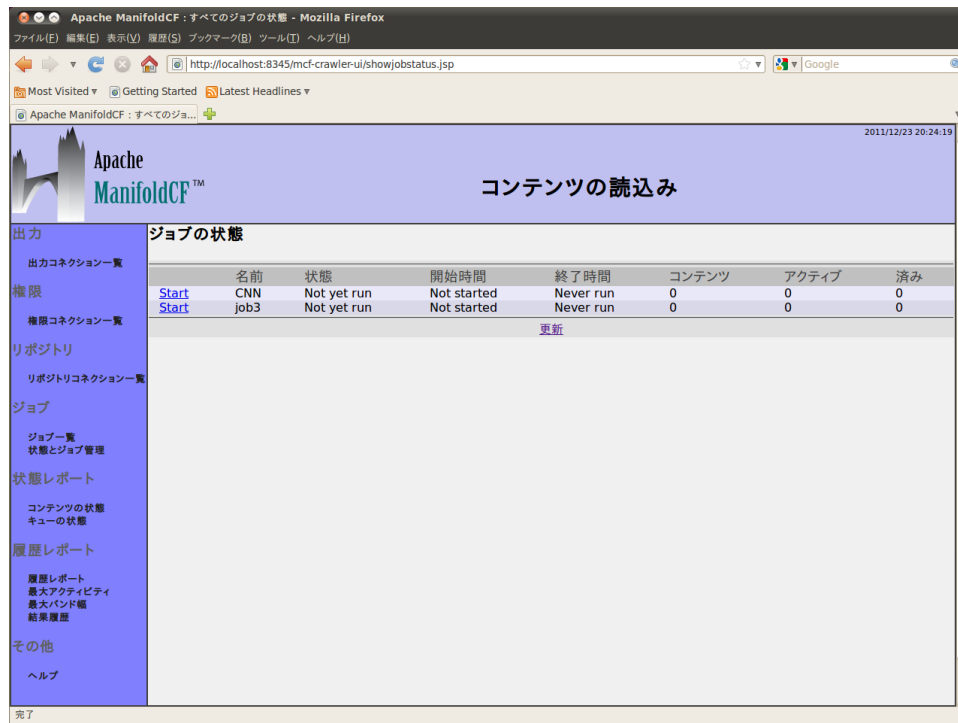 Apache ManifoldCF : すべてのジョブの状態 - Mozilla Firefox
ファイル(F) 編集(E) 表示(V) 履歴(S) ブックマーク(B) ツール(T) ヘルプ(H)
http://localhost:8345/mcf-crawler-ui/showjobstatus.jsp
Google
Most Visited Getting Started Latest Headlines
Apache ManifoldCF : すべてのジョ...
2011/12/23 20:24:19
Apache
ManifoldCF™
コンテンツの読込み
出力
出力コネクション一覧
権限
権限コネクション一覧
リポジトリ
リポジトリコネクション一覧
ジョブ
ジョブ一覧
状態とジョブ管理
状態レポート
コンテンツの状態
キューの状態
履歴レポート
履歴レポート
最大アクティビティ
最大バンド幅
結果履歴
その他
ヘルプ
ジョブの状態
名前 状態 開始時間 終了時間 コンテンツ アクティブ 済み
Start CNN Not yet run Not started Never run 0 0 0
Start job3 Not yet run Not started Never run 0 0 0
更新
完了